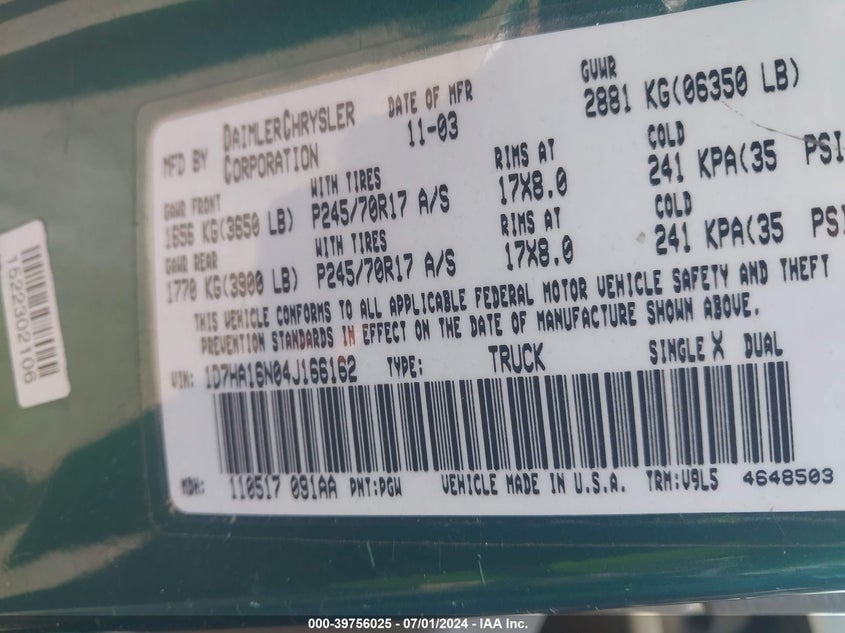 MFD BY DAIMLERCHRYSLER CORPORATION
DATE OF MFR 11-03
GVWR 2881 KG(06350 LB)
GAWR FRONT 1656 KG(3650 LB)
WITH TIRES P245/70R17 A/S
RIMS AT 17X8.0
COLD 241 KPA(35 PSI
GAWR REAR 1770 KG(3900 LB)
WITH TIRES P245/70R17 A/S
RIMS AT 17X8.0
COLD 241 KPA(35 PSI
THIS VEHICLE CONFORMS TO ALL APPLICABLE FEDERAL MOTOR VEHICLE SAFETY AND THEFT
PREVENTION STANDARDS IN EFFECT ON THE DATE OF MANUFACTURE SHOWN ABOVE.
VIN: 1D7HA16N04J166162 TYPE: TRUCK SINGLE X DUAL
MDH: 110517 091AA PNT:PGW VEHICLE MADE IN U.S.A. TRM:V9L5 4648503
1622302106
000-39756025 - 07/01/2024 - IAA Inc.